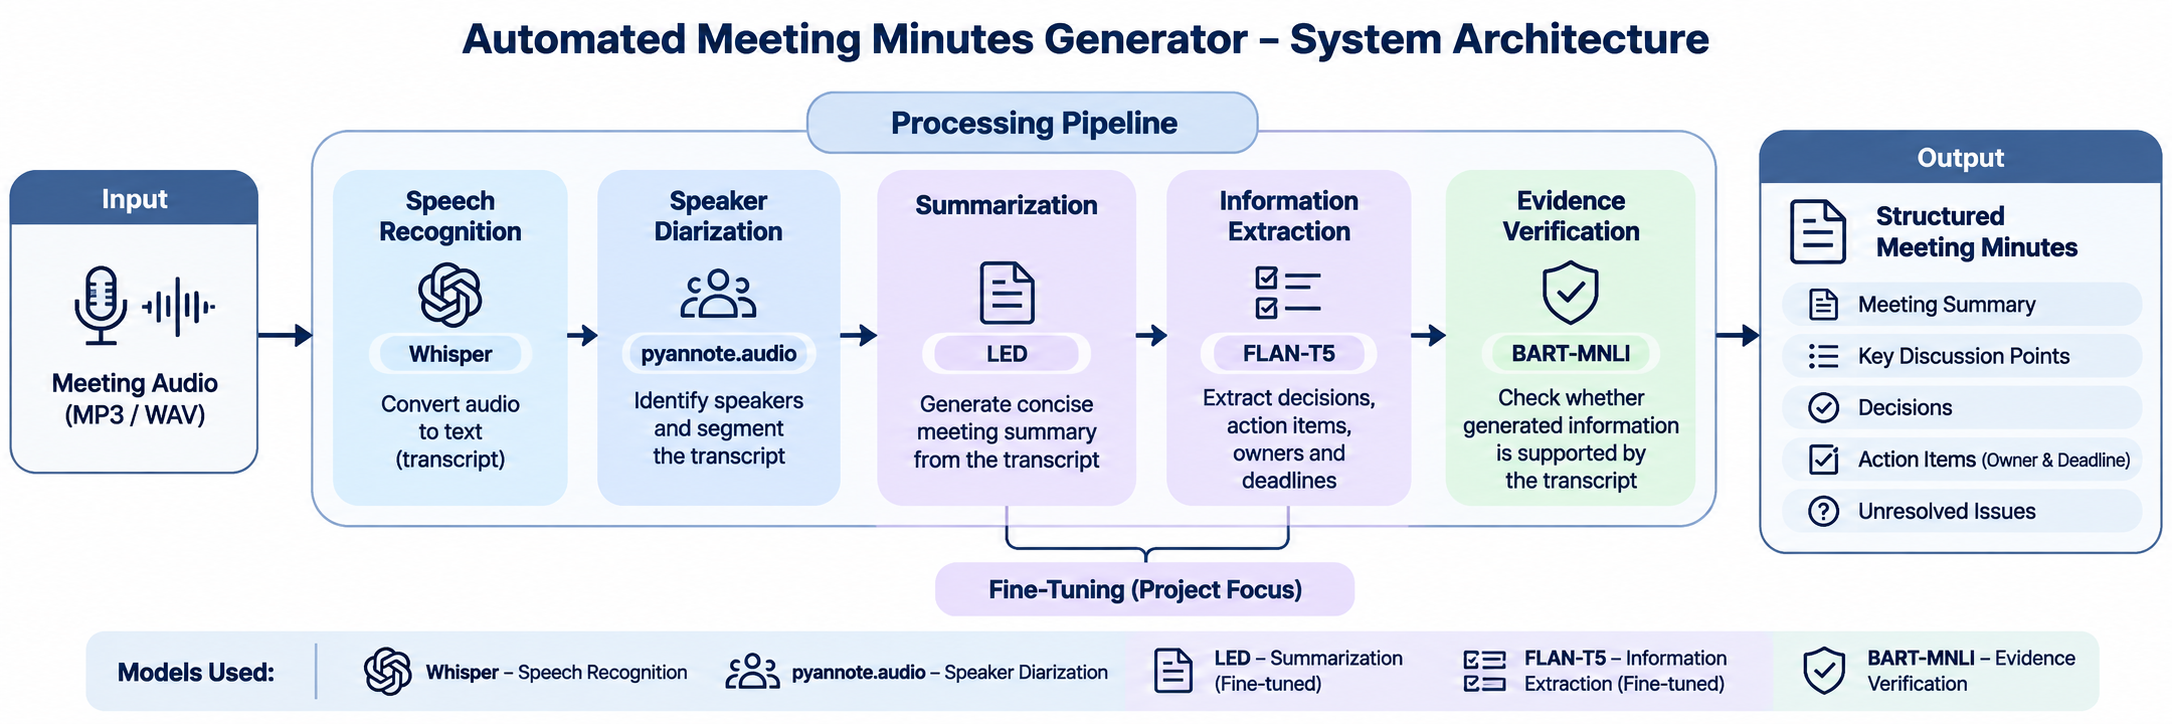 Automated Meeting Minutes Generator – System Architecture
Processing Pipeline
Input
Meeting Audio
(MP3 / WAV)
Speech
Recognition
Whisper
Convert audio
to text
(transcript)
Speaker
Diarization
pyannote.audio
Identify speakers
and segment
the transcript
Summarization
LED
Generate concise
meeting summary
from the transcript
Information
Extraction
FLAN-T5
Extract decisions,
action items,
owners and
deadlines
Evidence
Verification
BART-MNLI
Check whether
generated information
is supported by
the transcript
Output
Structured
Meeting Minutes
Meeting Summary
Key Discussion Points
Decisions
Action Items (Owner & Deadline)
Unresolved Issues
Fine-Tuning (Project Focus)
Models Used:
Whisper – Speech Recognition
pyannote.audio – Speaker Diarization
LED – Summarization
(Fine-tuned)
FLAN-T5 – Information
Extraction (Fine-tuned)
BART-MNLI – Evidence
Verification